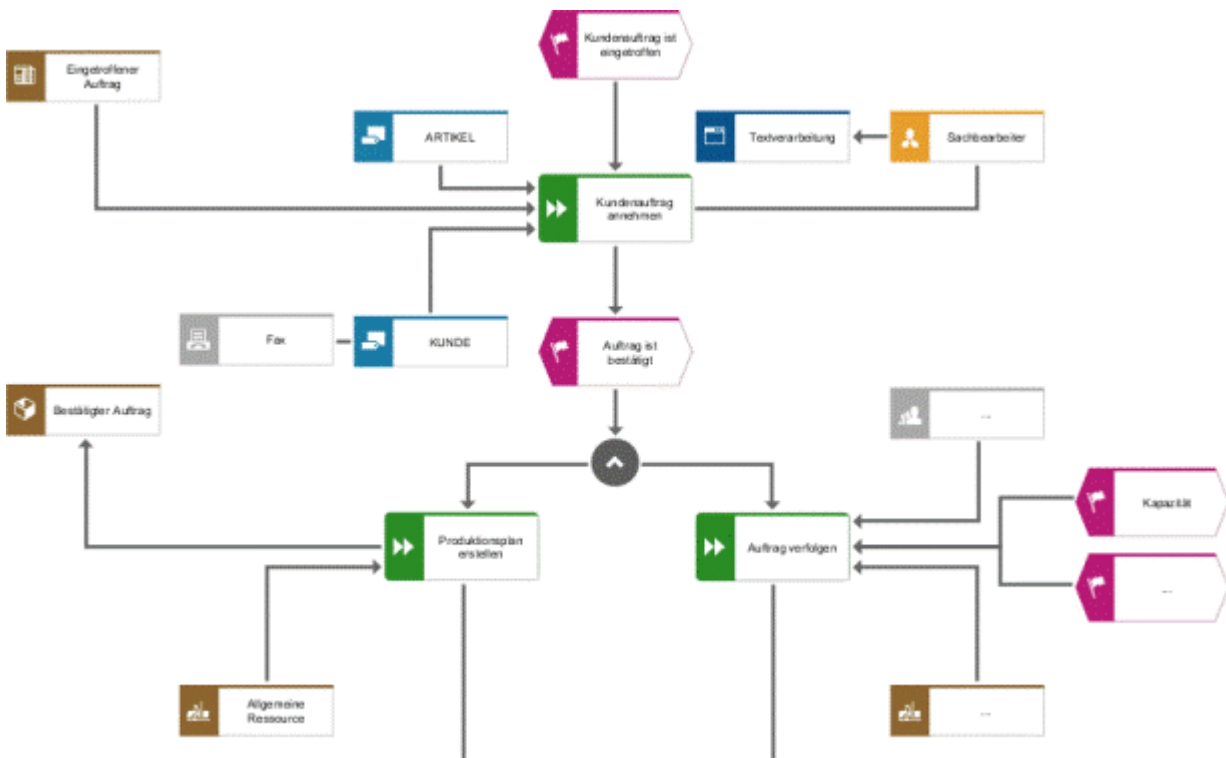 Kundenauftrag ist
eingetroffen
Eingetroffener
Auftrag
ARTIKEL
Textverarbeitung
Sachbearbeiter
Kundenauftrag
annehmen
Fax
KUNDE
Auftrag ist
bestätigt
Bestätigter Auftrag
...
Kapazität
Produktionsplan
erstellen
Auftrag verfolgen
...
Allgemeine
Ressource
...